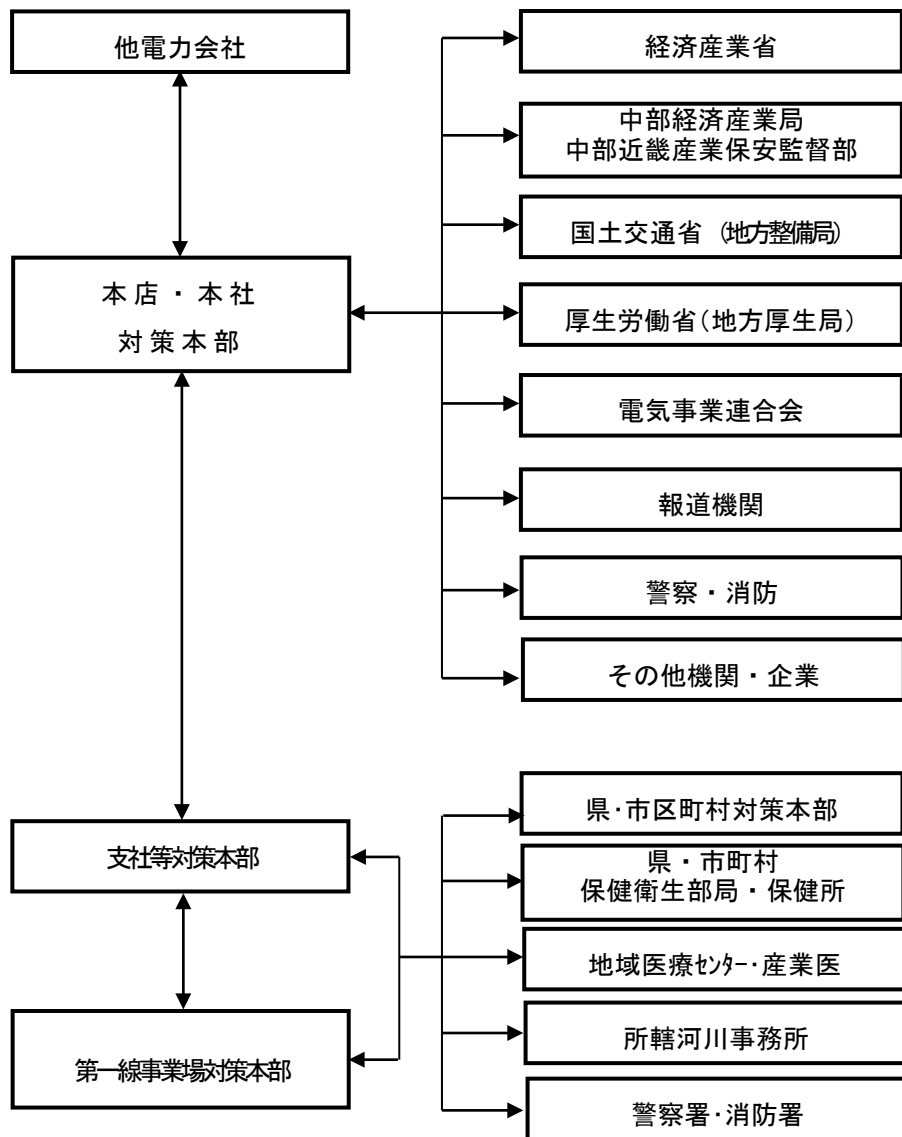 他電力会社
経済産業省
中部経済産業局
中部近畿産業保安監督部
国土交通省（地方整備局）
本店・本社
対策本部
厚生労働省（地方厚生局）
電気事業連合会
報道機関
警察・消防
その他機関・企業
県・市区町村対策本部
支社等対策本部
県・市町村
保健衛生部局・保健所
地域医療ｾﾝﾀｰ・産業医
所轄河川事務所
第一線事業場対策本部
警察署・消防署